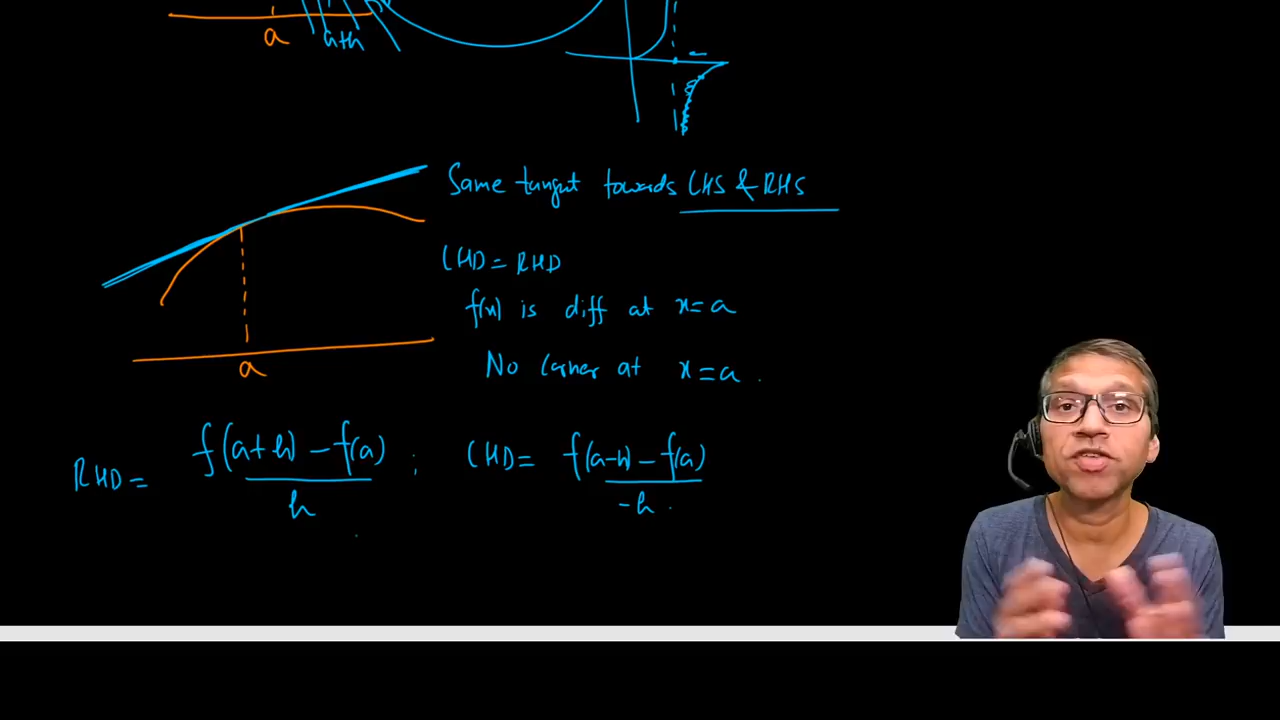 a
a+h
Same tangent towards LHS & RHS
LHD = RHD
f(x) is diff at x=a
No corner at x=a.
a
RHD = f(a+h) - f(a) / h ; LHD = f(a-h) - f(a) / -h .